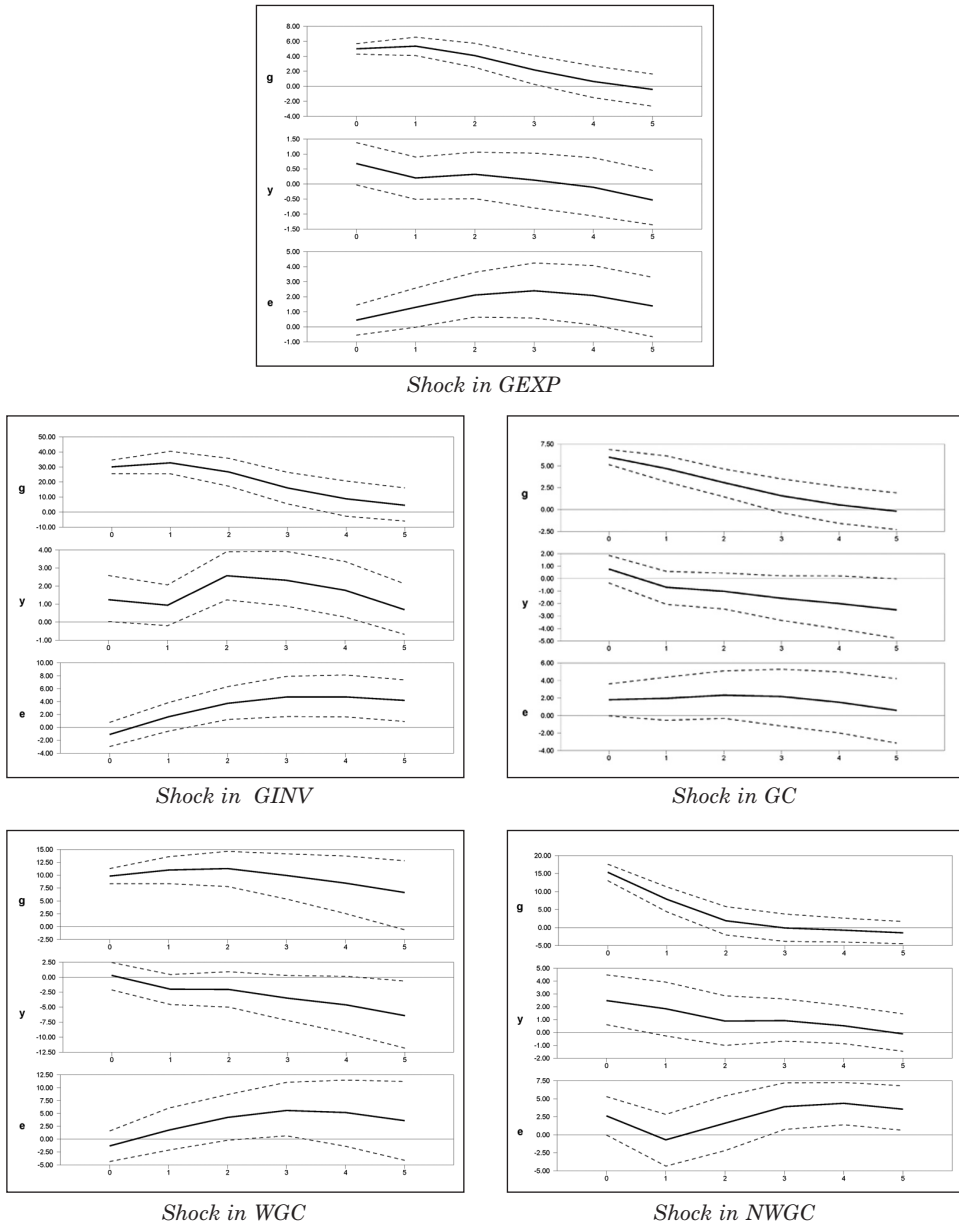 8.00
6.00
4.00
2.00
0.00
-2.00
-4.00
g
0 1 2 3 4 5
1.50
1.00
0.50
0.00
-0.50
-1.00
-1.50
y
0 1 2 3 4 5
5.00
4.00
3.00
2.00
1.00
0.00
-1.00
e
0 1 2 3 4 5
Shock in GEXP
50.00
40.00
30.00
20.00
10.00
0.00
-10.00
g
0 1 2 3 4 5
4.00
3.00
2.00
1.00
0.00
-1.00
y
0 1 2 3 4 5
10.00
8.00
6.00
4.00
2.00
0.00
-2.00
-4.00
e
0 1 2 3 4 5
Shock in GINV
7.50
5.00
2.50
0.00
-2.50
g
0 1 2 3 4 5
2.00
1.00
0.00
-1.00
-2.00
-3.00
-4.00
-5.00
y
0 1 2 3 4 5
6.00
4.00
2.00
0.00
-2.00
-4.00
e
0 1 2 3 4 5
Shock in GC
15.00
12.50
10.00
7.50
5.00
2.50
0.00
-2.50
g
0 1 2 3 4 5
2.50
0.00
-2.50
-5.00
-7.50
-10.00
-12.50
y
0 1 2 3 4 5
12.50
10.00
7.50
5.00
2.50
0.00
-2.50
-5.00
e
0 1 2 3 4 5
Shock in WGC
20.00
15.00
10.00
5.00
0.00
-5.00
g
0 1 2 3 4 5
5.00
4.00
3.00
2.00
1.00
0.00
-1.00
-2.00
y
0 1 2 3 4 5
7.50
5.00
2.50
0.00
-2.50
-5.00
e
0 1 2 3 4 5
Shock in NWGC